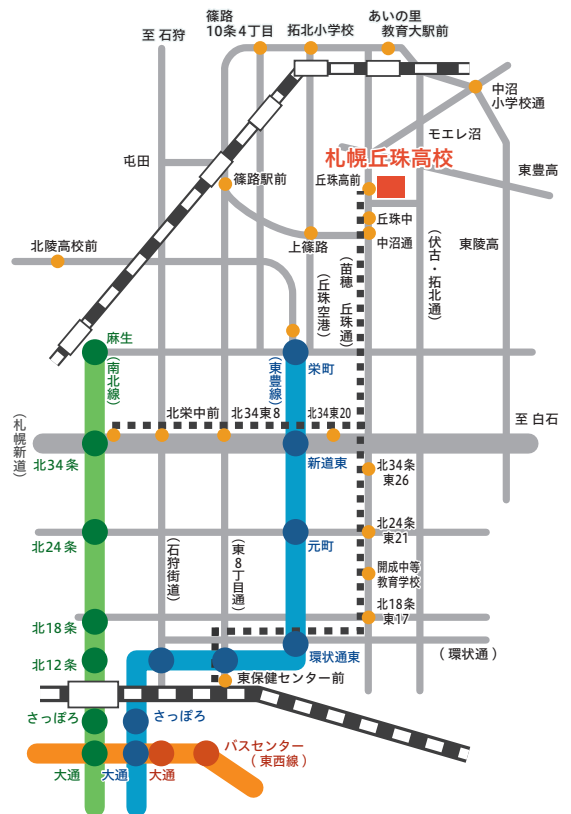 篠路
10条4丁目
拓北小学校
あいの里
教育大駅前
至 石狩
中沼
小学校通
モエレ沼
札幌丘珠高校
屯田
篠路駅前
丘珠高前
東豊高
丘珠中
中沼通
北陵高校前
上篠路
東陵高
（伏古・拓北通）
（苗穂 丘珠通）
（丘珠空港）
麻生
（南北線）
（東豊線）
栄町
北栄中前
北34東8
北34東20
至 白石
（札幌新道）
北34条
新道東
北34条
東26
北24条
元町
北24条
東21
（石狩街道）
（東8丁目通）
開成中等
教育学校
北18条
北18条
東17
北12条
環状通東
（環状通）
東保健センター前
さっぽろ
さっぽろ
バスセンター
（東西線）
大通
大通
大通